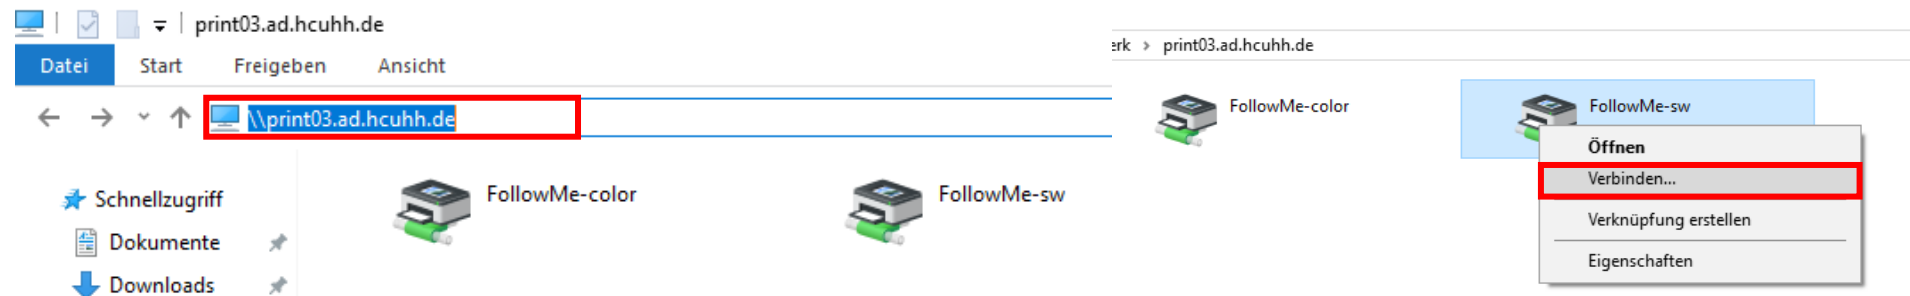 print03.ad.hcuhh.de
Datei Start Freigeben Ansicht
\\print03.ad.hcuhh.de
Schnellzugriff
Dokumente
Downloads
FollowMe-color
FollowMe-sw
erk > print03.ad.hcuhh.de
FollowMe-color
FollowMe-sw
Öffnen
Verbinden...
Verknüpfung erstellen
Eigenschaften